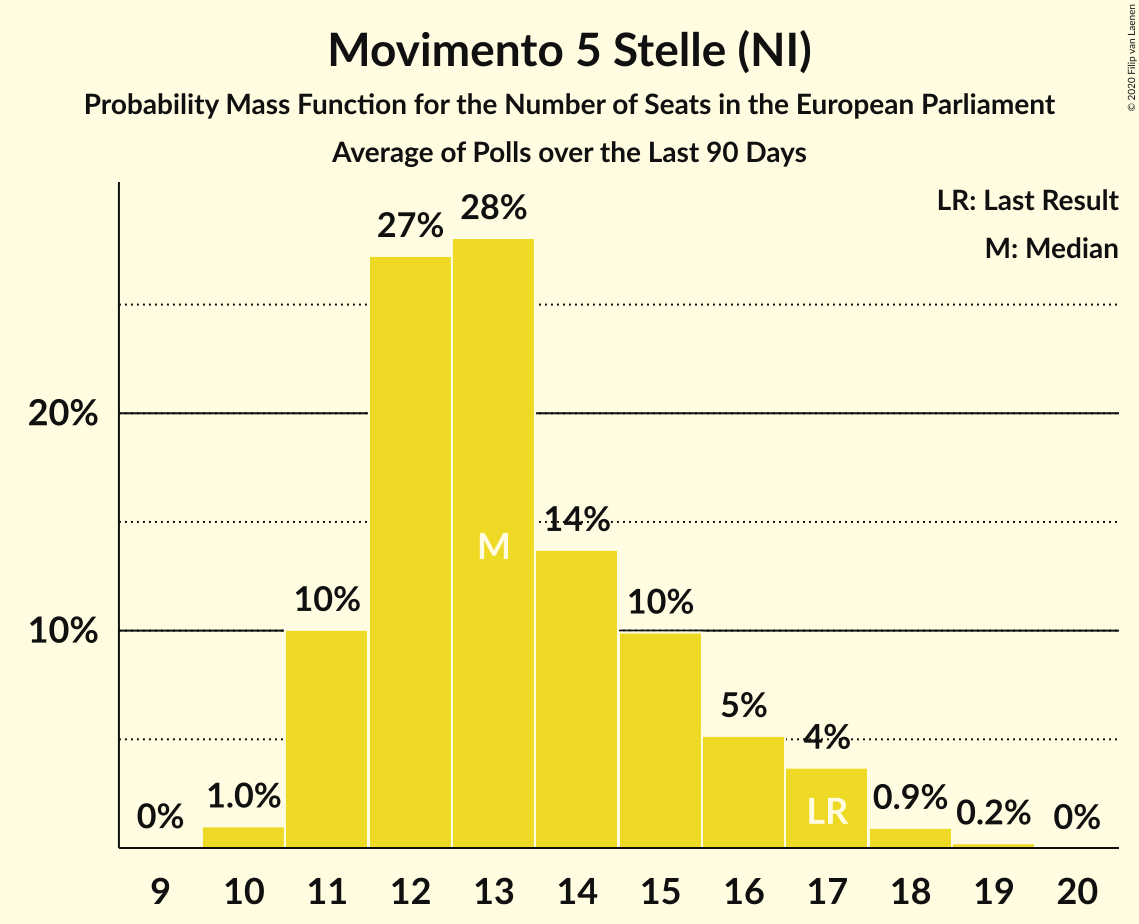 Movimento 5 Stelle (NI)
Probability Mass Function for the Number of Seats in the European Parliament
Average of Polls over the Last 90 Days
© 2020 Filip van Laenen
LR: Last Result
M: Median
27%
28%
20%
14%
M
10%
10%
10%
5%
4%
0%
1.0%
LR
0.9%
0.2%
0%
9 10 11 12 13 14 15 16 17 18 19 20